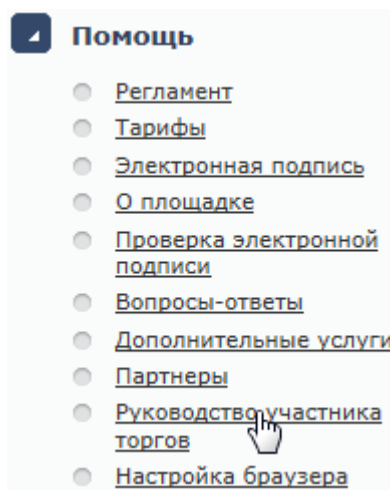 Помощь
Регламент
Тарифы
Электронная подпись
О площадке
Проверка электронной
подписи
Вопросы-ответы
Дополнительные услуги
Партнеры
Руководство участника
торгов
Настройка браузера